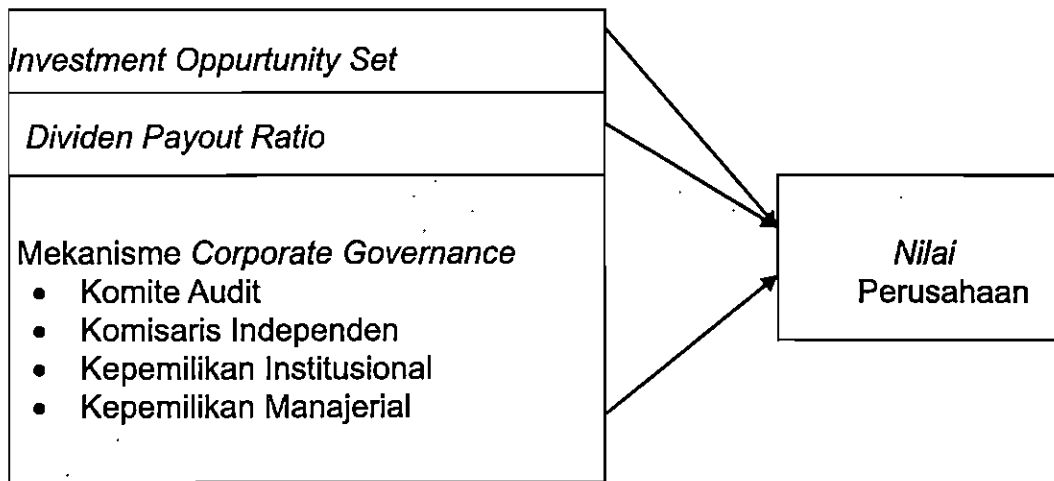 Investment Oppurtunity Set
Dividen Payout Ratio
Mekanisme Corporate Governance
• Komite Audit
• Komisaris Independen
• Kepemilikan Institusional
• Kepemilikan Manajerial
Nilai
Perusahaan